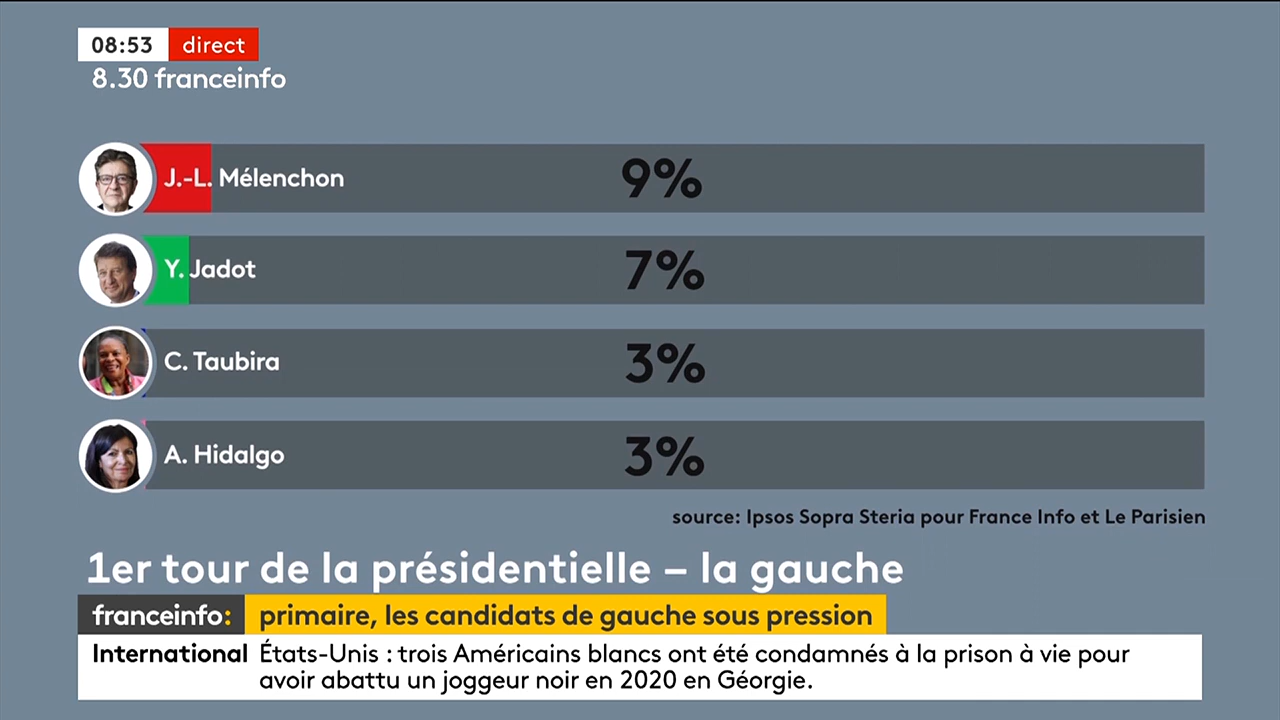 08:53 direct
8.30 franceinfo
J.-L. Mélenchon 9%
Y. Jadot 7%
C. Taubira 3%
A. Hidalgo 3%
source: Ipsos Sopra Steria pour France Info et Le Parisien
1er tour de la présidentielle – la gauche
franceinfo: primaire, les candidats de gauche sous pression
International États-Unis : trois Américains blancs ont été condamnés à la prison à vie pour
avoir abattu un joggeur noir en 2020 en Géorgie.